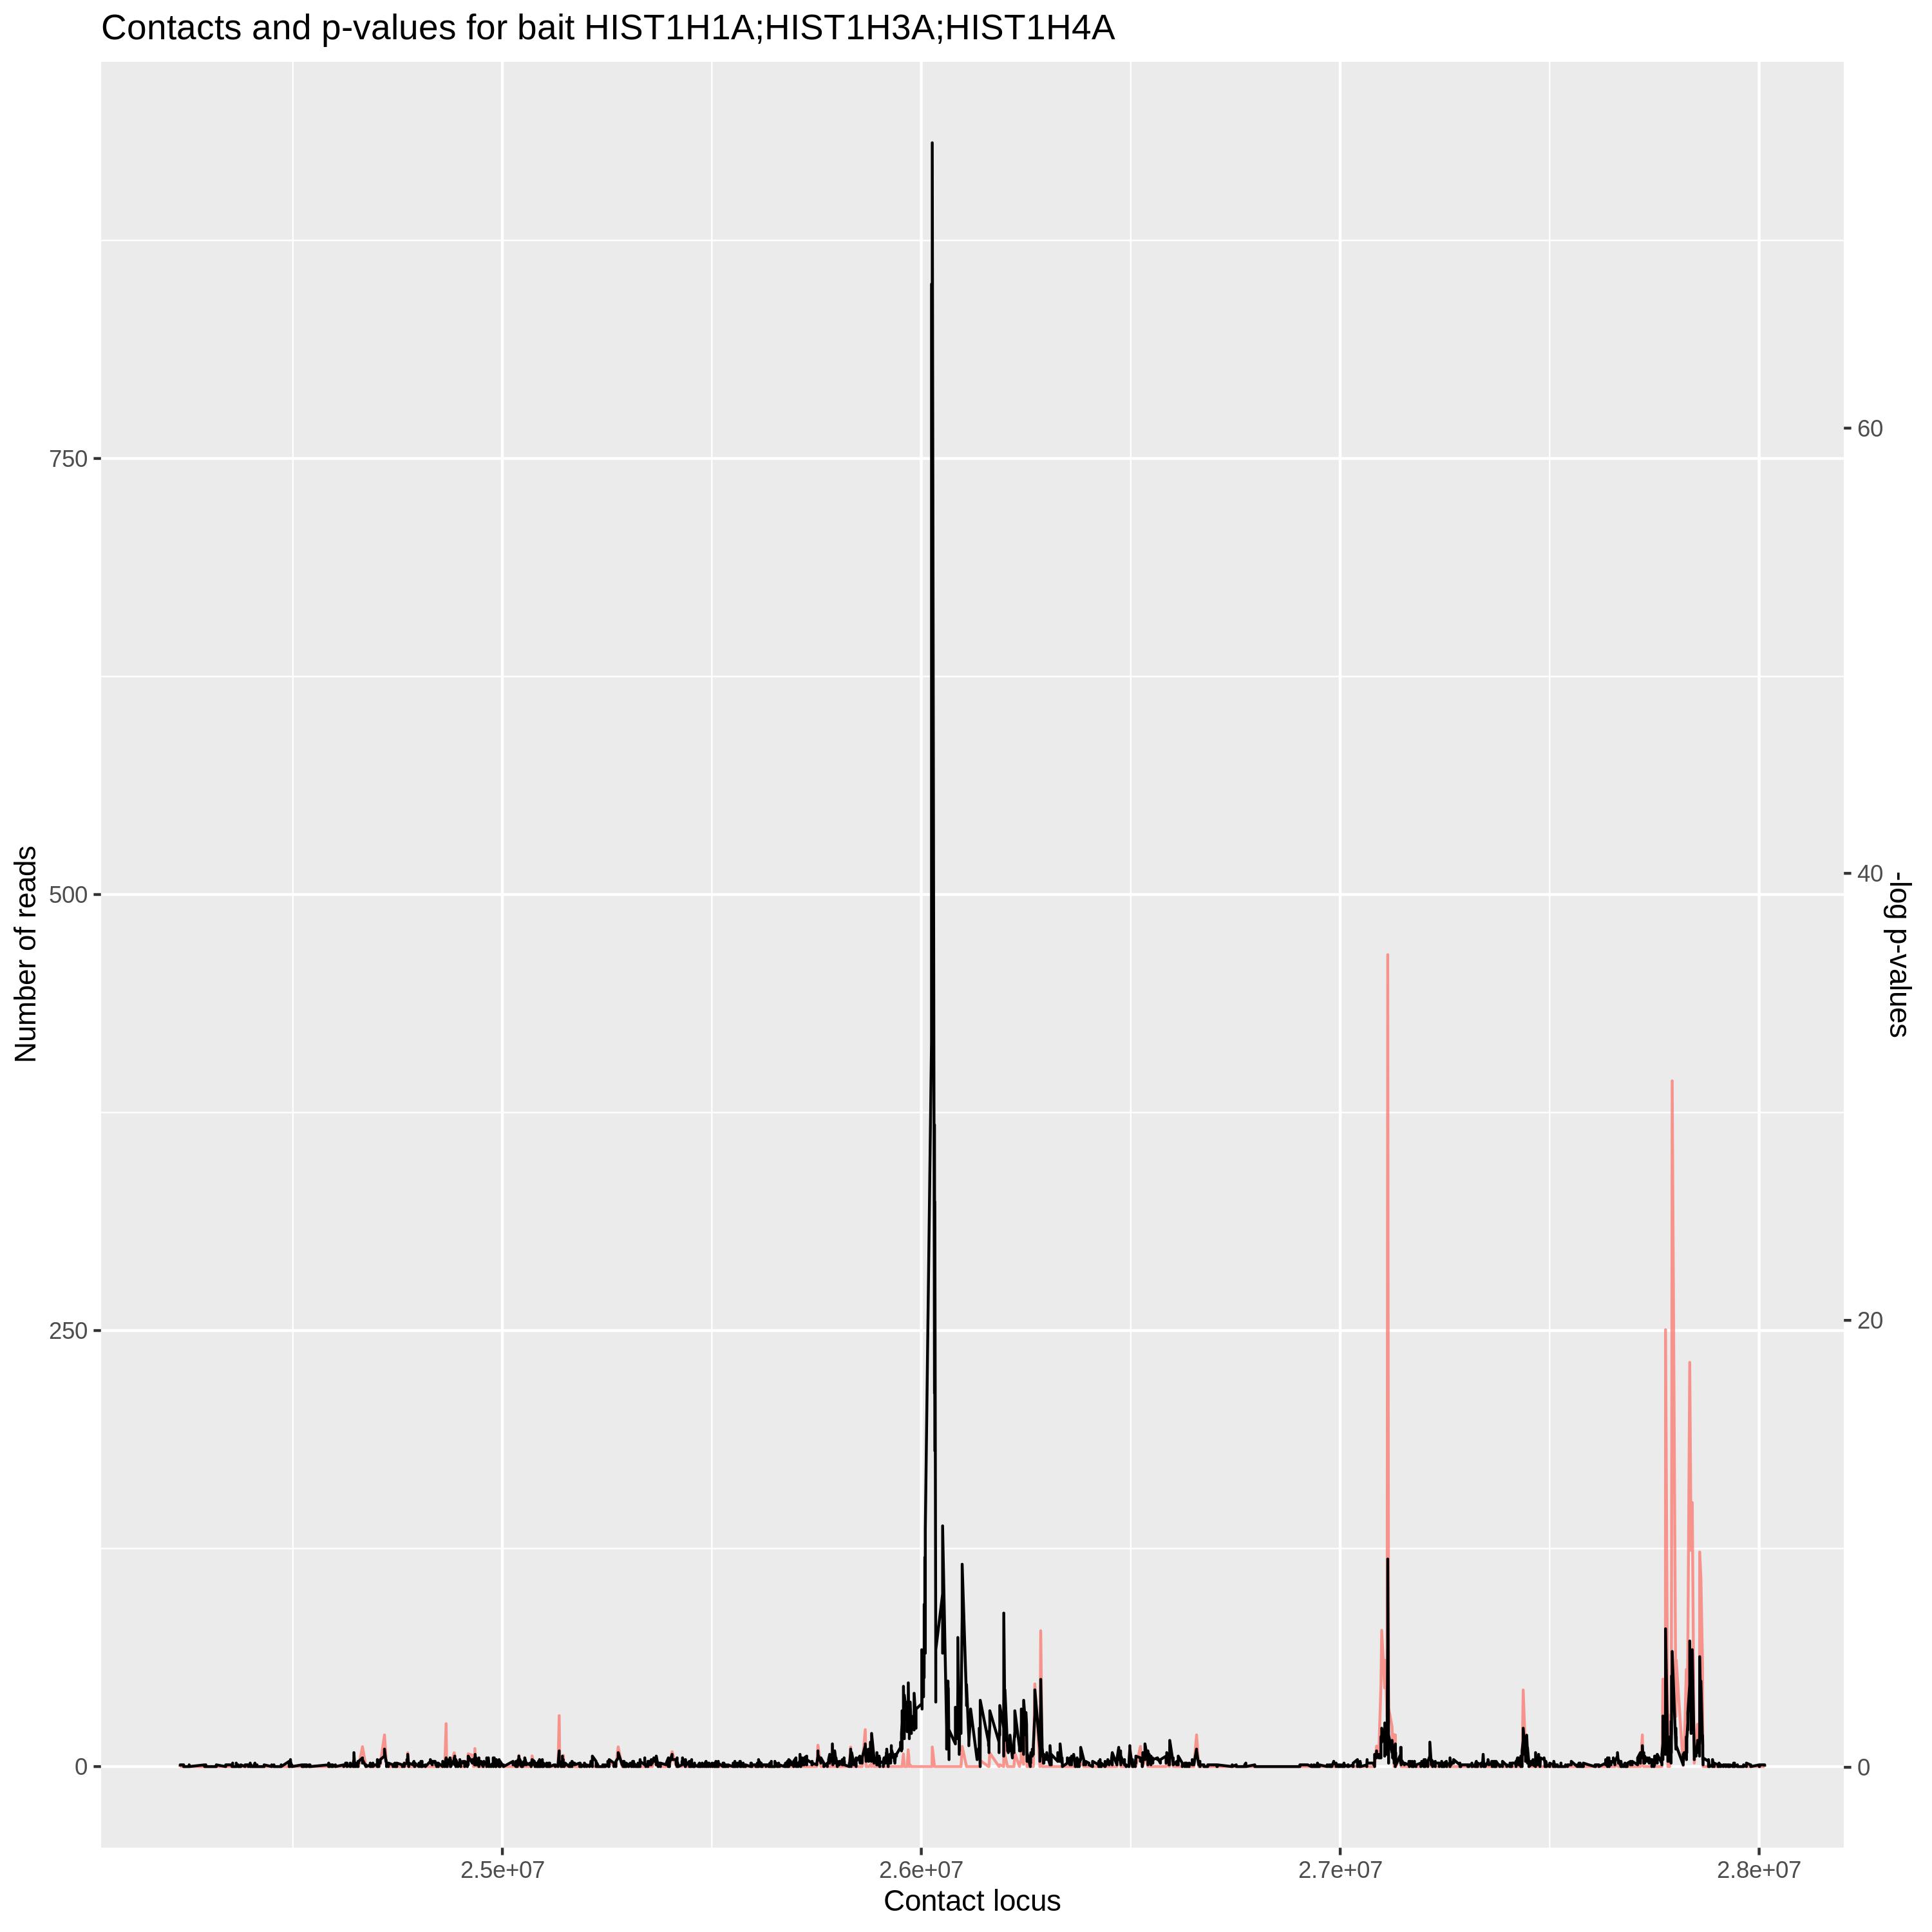 Contacts and p-values for bait HIST1H1A;HIST1H3A;HIST1H4A
750
500
250
0
Number of reads
60
40
20
0
-log p-values
2.5e+07
2.6e+07
2.7e+07
2.8e+07
Contact locus